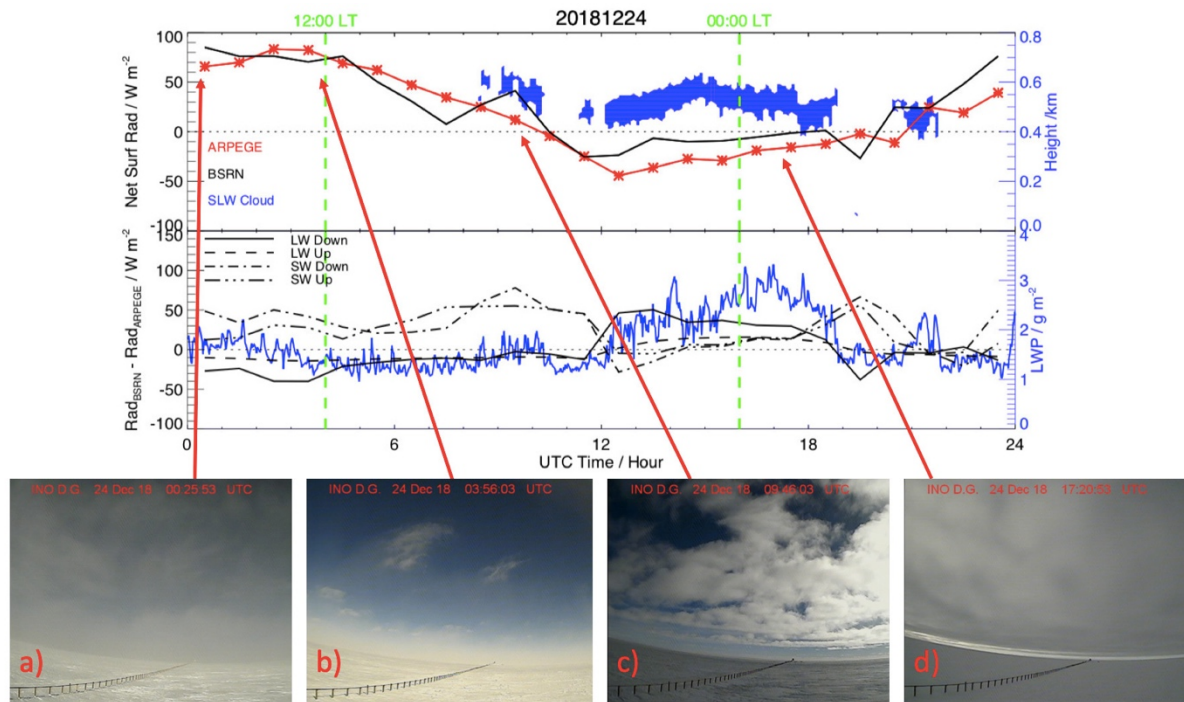 12:00 LT 20181224 00:00 LT
Net Surf Rad / W m-2
100
50
0
-50
-100
ARPEGE
BSRN
SLW Cloud
0.8
0.6
0.4
0.2
0.0
Height /km
RadBSRN - RadARPEGE / W m-2
150
100
50
0
-50
-100
LW Down
LW Up
SW Down
SW Up
4
3
2
1
0
LWP / g m-2
0 6 12 18 24
UTC Time / Hour
INO D.G. 24 Dec 18 00:25:53 UTC
a)
INO D.G. 24 Dec 18 03:56:03 UTC
b)
INO D.G. 24 Dec 18 09:46:03 UTC
c)
INO D.G. 24 Dec 18 17:20:53 UTC
d)